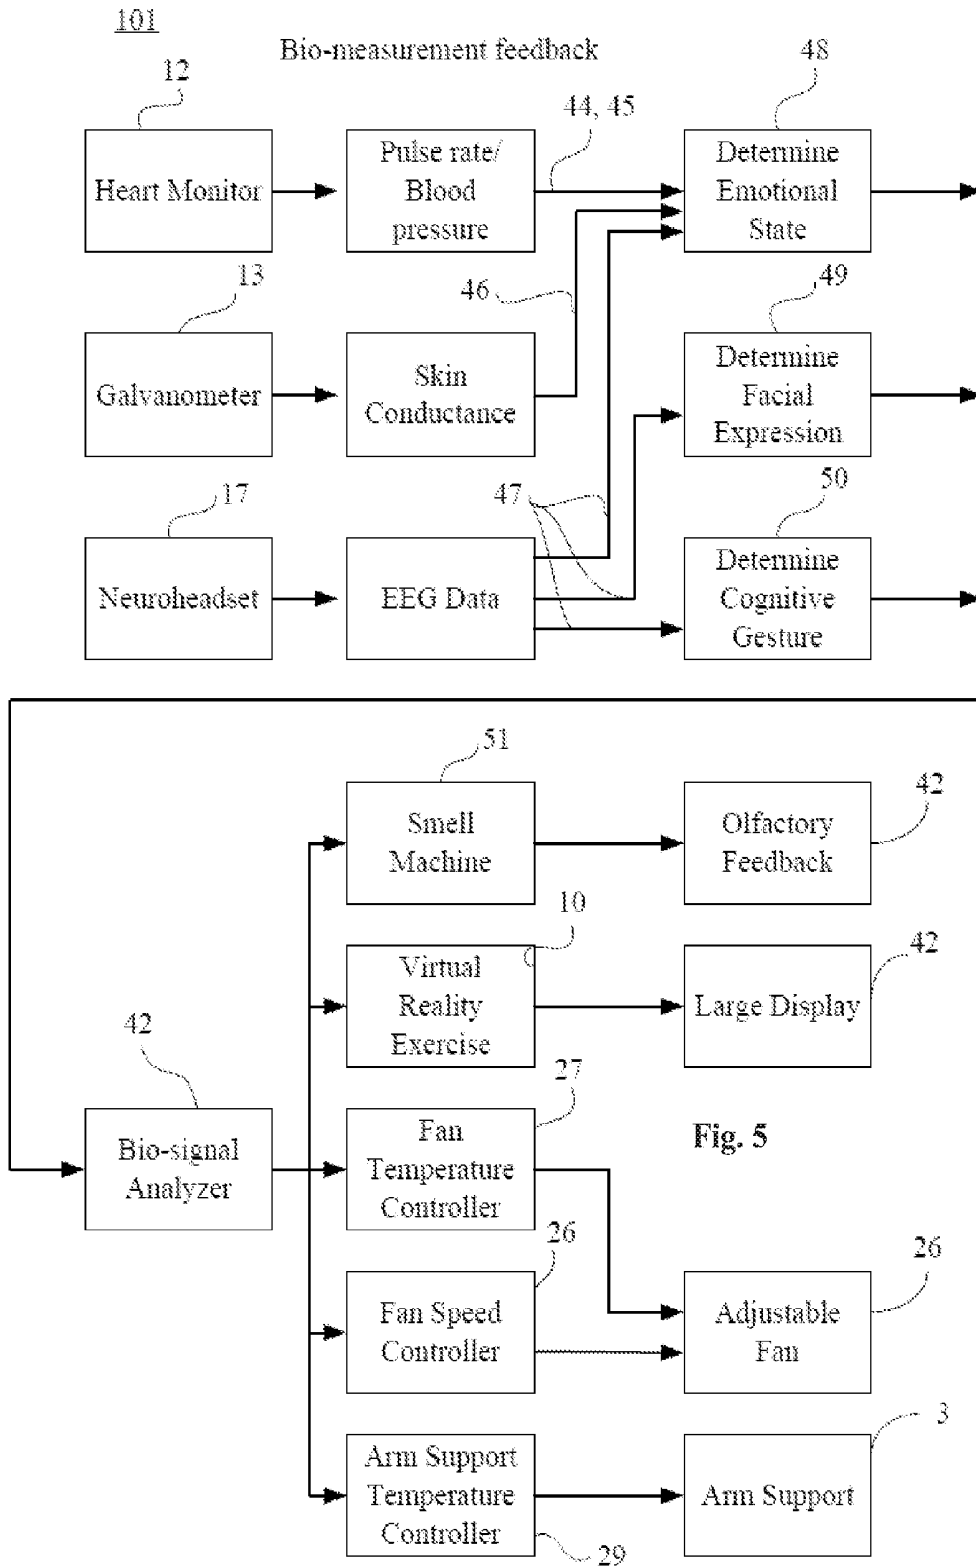 101
Bio-measurement feedback
12
44, 45
48
Heart Monitor
Pulse rate/
Blood
pressure
Determine
Emotional
State
13
46
49
Galvanometer
Skin
Conductance
Determine
Facial
Expression
17
47
50
Neuroheadset
EEG Data
Determine
Cognitive
Gesture
51
42
Smell
Machine
Olfactory
Feedback
10
42
Virtual
Reality
Exercise
Large Display
42
27
Bio-signal
Analyzer
Fan
Temperature
Controller
Fig. 5
26
26
Fan Speed
Controller
Adjustable
Fan
3
Arm Support
Temperature
Controller
Arm Support
29